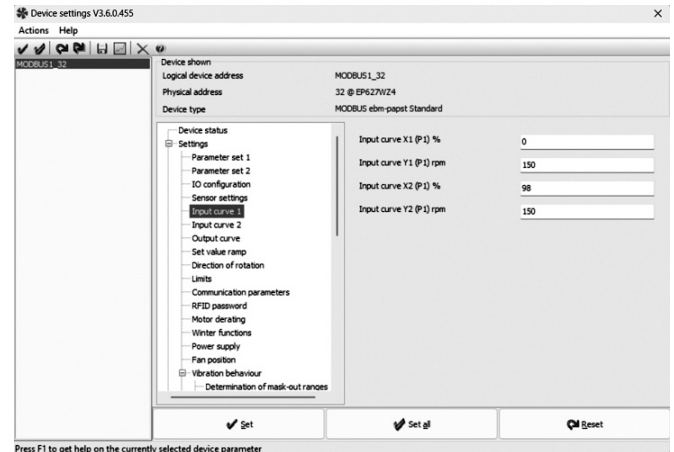 Device settings V3.6.0.455
Actions Help
MODBUS1_32
Device shown
Logical device address MODBUS1_32
Physical address 32 @ EP627WZ4
Device type MODBUS ebm-papst Standard
Device status
Settings
Parameter set 1
Parameter set 2
IO configuration
Sensor settings
Input curve 1
Input curve 2
Output curve
Set value ramp
Direction of rotation
Limits
Communication parameters
RFID password
Motor derating
Winter functions
Power supply
Fan position
Vibration behaviour
Determination of mask-out ranges
Input curve X1 (P1) % 0
Input curve Y1 (P1) rpm 150
Input curve X2 (P1) % 98
Input curve Y2 (P1) rpm 150
Set
Set all
Reset
Press F1 to get help on the currently selected device parameter